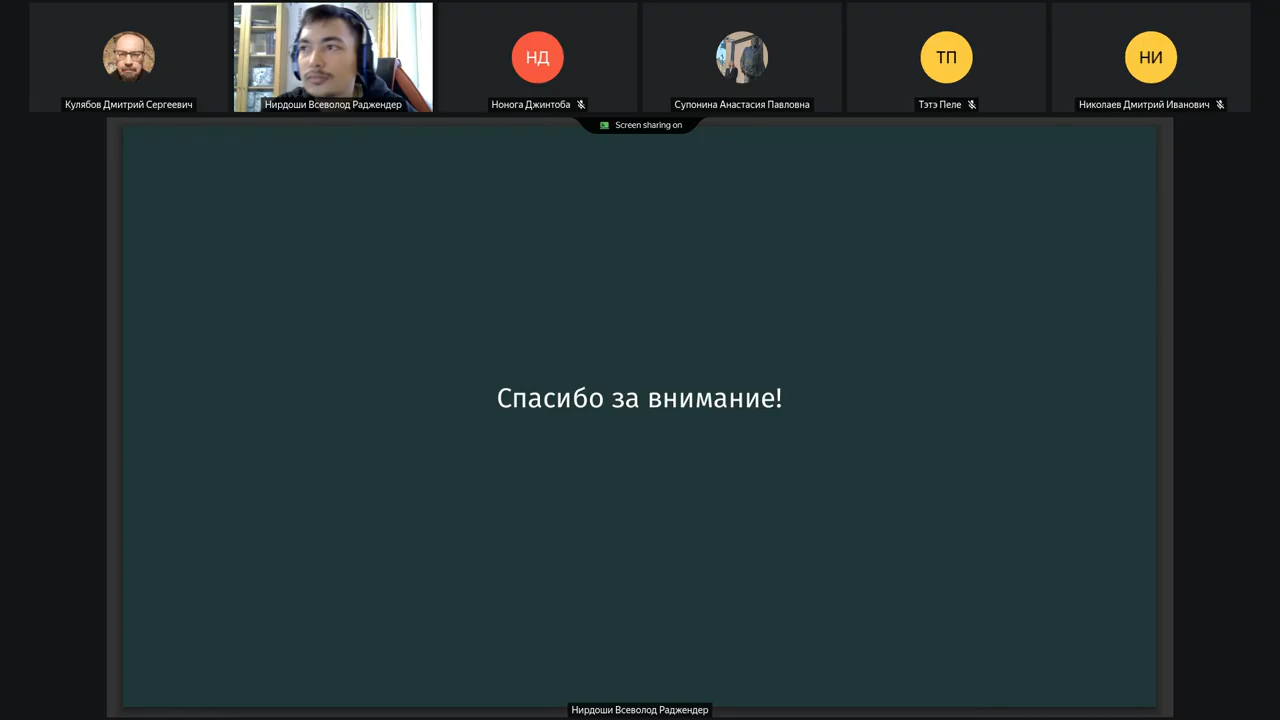 НД
ТП
НИ
Кулябов Дмитрий Сергеевич
Нирдоши Всеволод Раджендер
Нонога Джинтоба
Супонина Анастасия Павловна
Тэтэ Пеле
Николаев Дмитрий Иванович
Screen sharing on
Спасибо за внимание!
Нирдоши Всеволод Раджендер